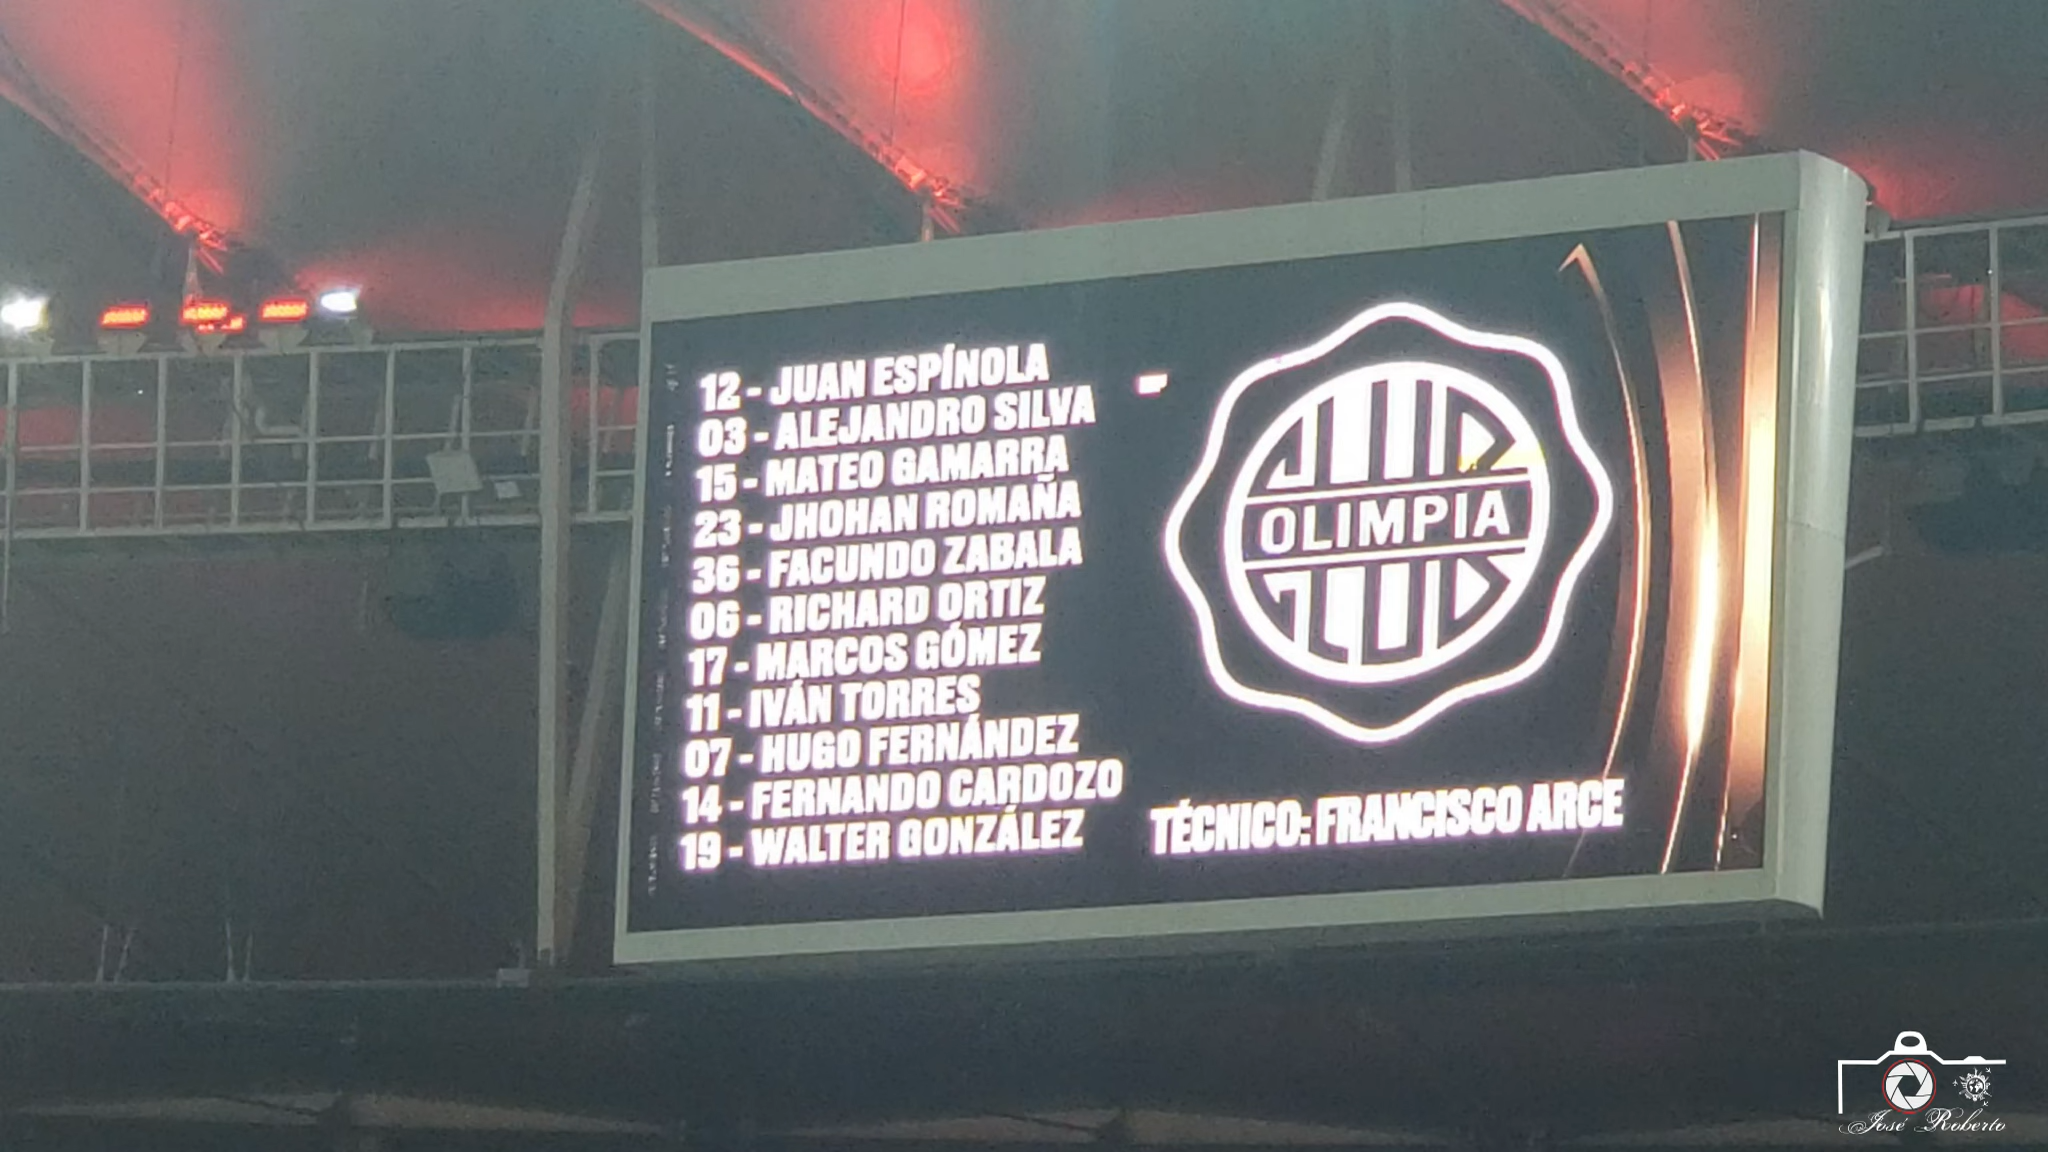 12 - JUAN ESPÍNOLA
03 - ALEJANDRO SILVA
15 - MATEO GAMARRA
23 - JHOHAN ROMAÑA
36 - FACUNDO ZABALA
06 - RICHARD ORTIZ
17 - MARCOS GÓMEZ
11 - IVÁN TORRES
07 - HUGO FERNÁNDEZ
14 - FERNANDO CARDOZO
19 - WALTER GONZÁLEZ
CLUB
OLIMPIA
TÉCNICO: FRANCISCO ARCE
José Roberto